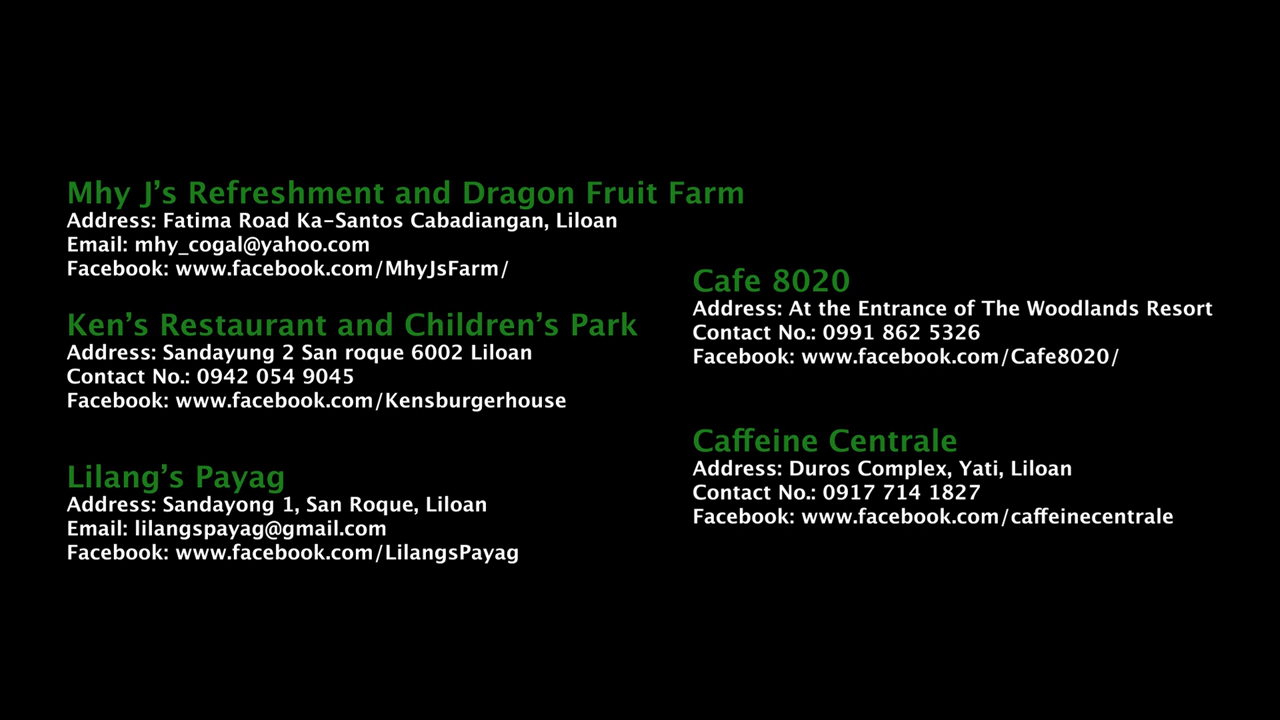 Mhy J’s Refreshment and Dragon Fruit Farm
Address: Fatima Road Ka-Santos Cabadiangan, Liloan
Email: mhy_cogal@yahoo.com
Facebook: www.facebook.com/MhyJsFarm/
Ken’s Restaurant and Children’s Park
Address: Sandayung 2 San roque 6002 Liloan
Contact No.: 0942 054 9045
Facebook: www.facebook.com/Kensburgerhouse
Lilang’s Payag
Address: Sandayong 1, San Roque, Liloan
Email: lilangspayag@gmail.com
Facebook: www.facebook.com/LilangsPayag
Cafe 8020
Address: At the Entrance of The Woodlands Resort
Contact No.: 0991 862 5326
Facebook: www.facebook.com/Cafe8020/
Caffeine Centrale
Address: Duros Complex, Yati, Liloan
Contact No.: 0917 714 1827
Facebook: www.facebook.com/caffeinecentrale